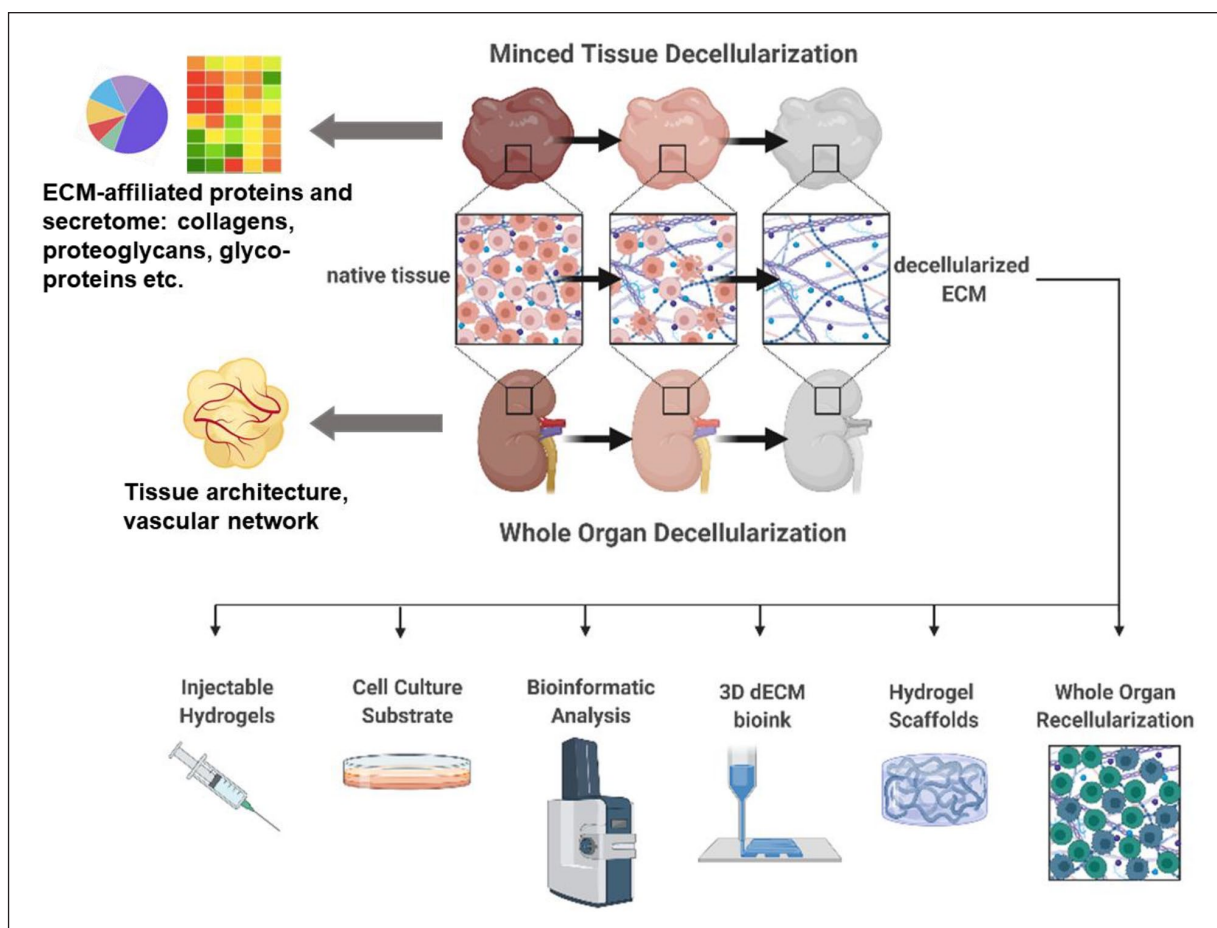 Minced Tissue Decellularization
ECM-affiliated proteins and
secretome: collagens,
proteoglycans, glyco-
proteins etc.
native tissue
decellularized
ECM
Tissue architecture,
vascular network
Whole Organ Decellularization
Injectable
Hydrogels
Cell Culture
Substrate
Bioinformatic
Analysis
3D dECM
bioink
Hydrogel
Scaffolds
Whole Organ
Recellularization